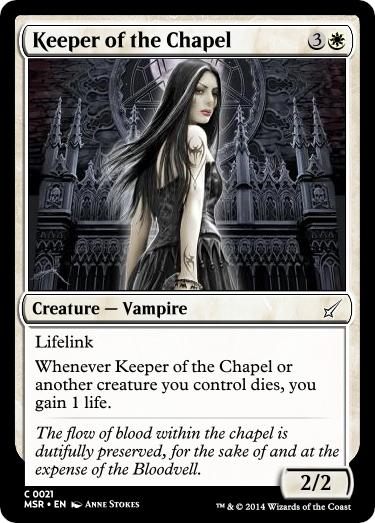 Keeper of the Chapel 3
Creature — Vampire
Lifelink
Whenever Keeper of the Chapel or
another creature you control dies, you
gain 1 life.
The flow of blood within the chapel is
dutifully preserved, for the sake of and at the
expense of the Bloodvell.
2/2
C 0021
MSR • EN Anne Stokes
™ & © 2014 Wizards of the Coast